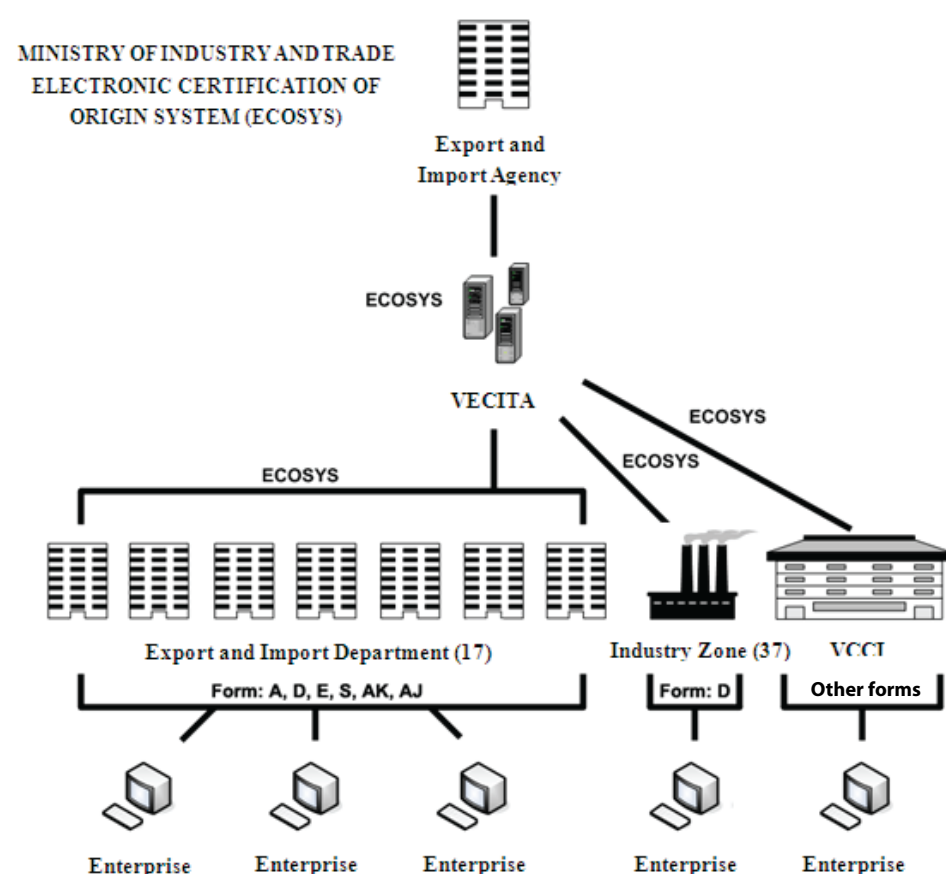 MINISTRY OF INDUSTRY AND TRADE
ELECTRONIC CERTIFICATION OF
ORIGIN SYSTEM (ECOSYS)
Export and
Import Agency
ECOSYS
VECITA
ECOSYS
ECOSYS
ECOSYS
Export and Import Department (17)
Industry Zone (37)
VCCI
Form: A, D, E, S, AK, AJ
Form: D
Other forms
Enterprise
Enterprise
Enterprise
Enterprise
Enterprise